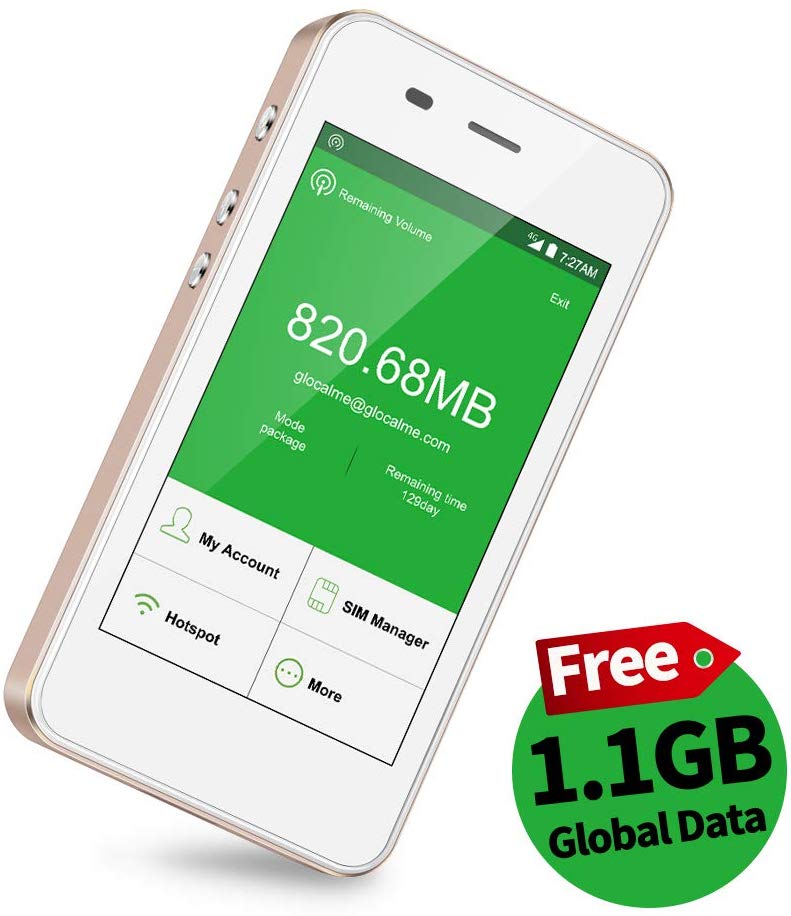 4G 7:27AM
Remaining Volume
Exit
820.68MB
glocalme@glocalme.com
Mode
package
Remaining time
129day
My Account
SIM Manager
Hotspot
More
Free
1.1GB
Global Data